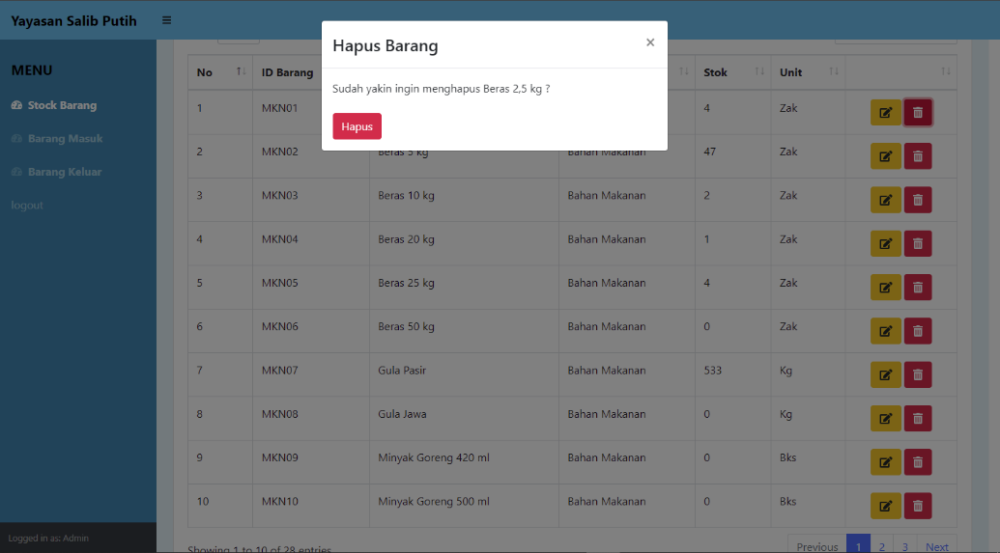 Yayasan Salib Putih
Hapus Barang
×
MENU
No ID Barang Stok Unit
Sudah yakin ingin menghapus Beras 2,5 kg ?
Stock Barang
1 MKN01 4 Zak
Hapus
Barang Masuk
2 MKN02 Beras 5 kg Bahan Makanan 47 Zak
Barang Keluar
3 MKN03 Beras 10 kg Bahan Makanan 2 Zak
logout
4 MKN04 Beras 20 kg Bahan Makanan 1 Zak
5 MKN05 Beras 25 kg Bahan Makanan 4 Zak
6 MKN06 Beras 50 kg Bahan Makanan 0 Zak
7 MKN07 Gula Pasir Bahan Makanan 533 Kg
8 MKN08 Gula Jawa Bahan Makanan 0 Kg
9 MKN09 Minyak Goreng 420 ml Bahan Makanan 0 Bks
10 MKN10 Minyak Goreng 500 ml Bahan Makanan 0 Bks
Logged in as: Admin
Showing 1 to 10 of 28 entries
Previous 1 2 3 Next